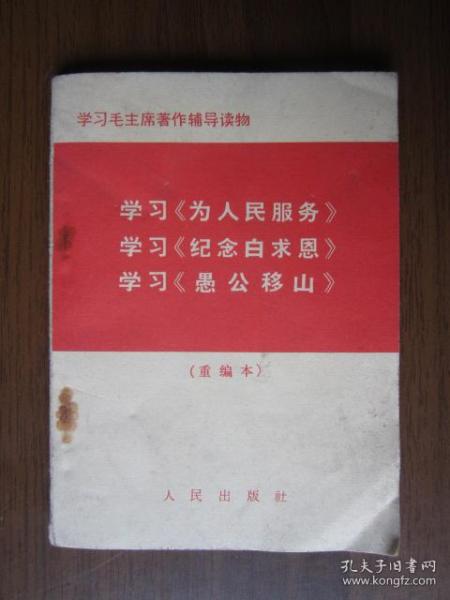 学习毛主席著作辅导读物
学习《为人民服务》
学习《纪念白求恩》
学习《愚公移山》
(重编本)
人民出版社
孔夫子旧书网
www.kongfz.com